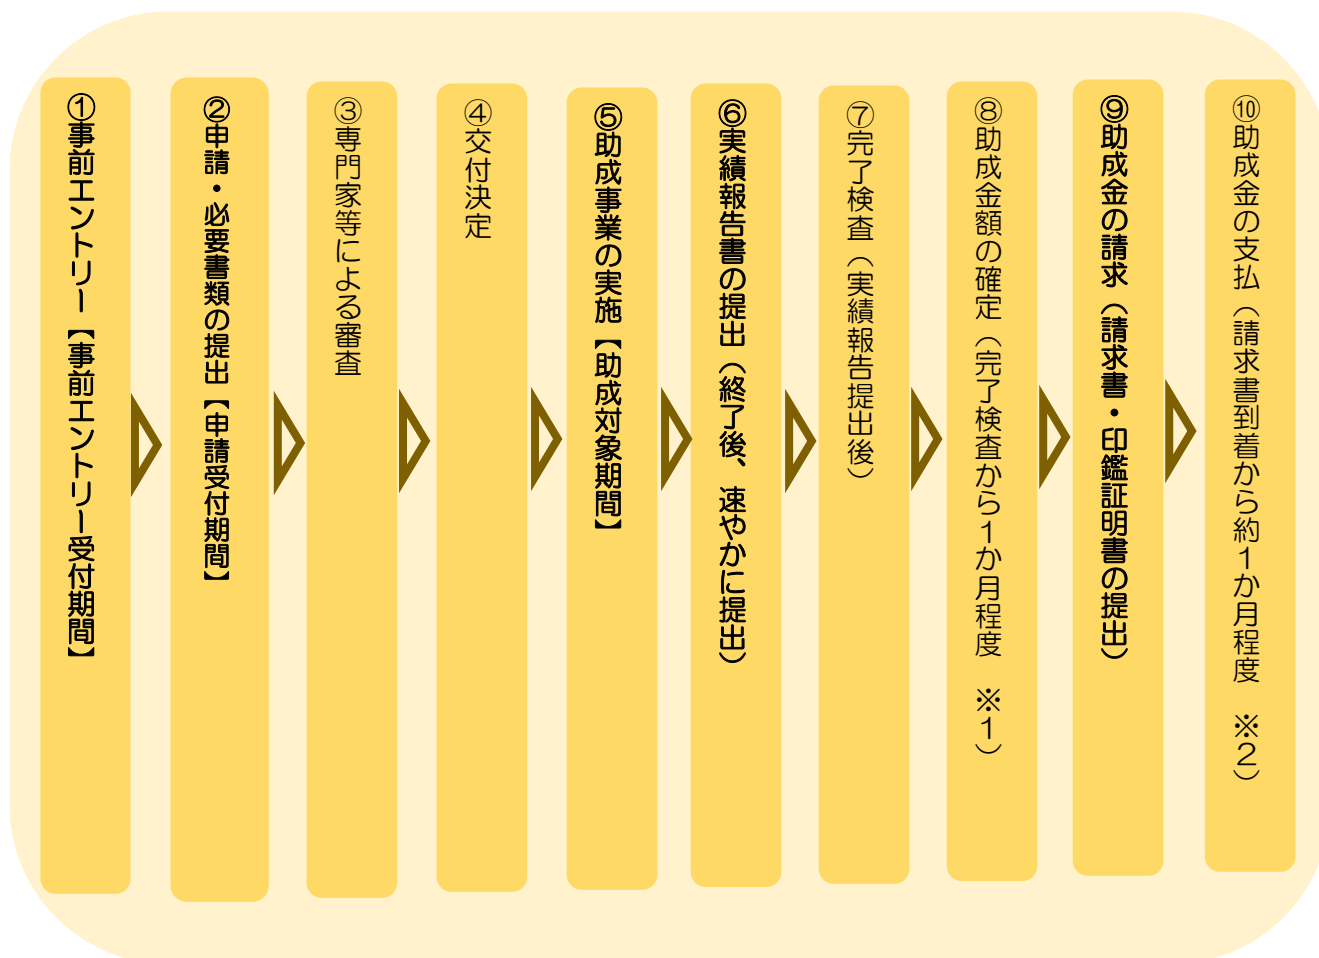 ①事前エントリー【事前エントリー受付期間】
②申請・必要書類の提出【申請受付期間】
③専門家等による審査
④交付決定
⑤助成事業の実施【助成対象期間】
⑥実績報告書の提出（終了後、速やかに提出）
⑦完了検査（実績報告提出後）
⑧助成金額の確定（完了検査から１か月程度　※１）
⑨助成金の請求（請求書・印鑑証明書の提出）
⑩助成金の支払（請求書到着から約１か月程度　※２）